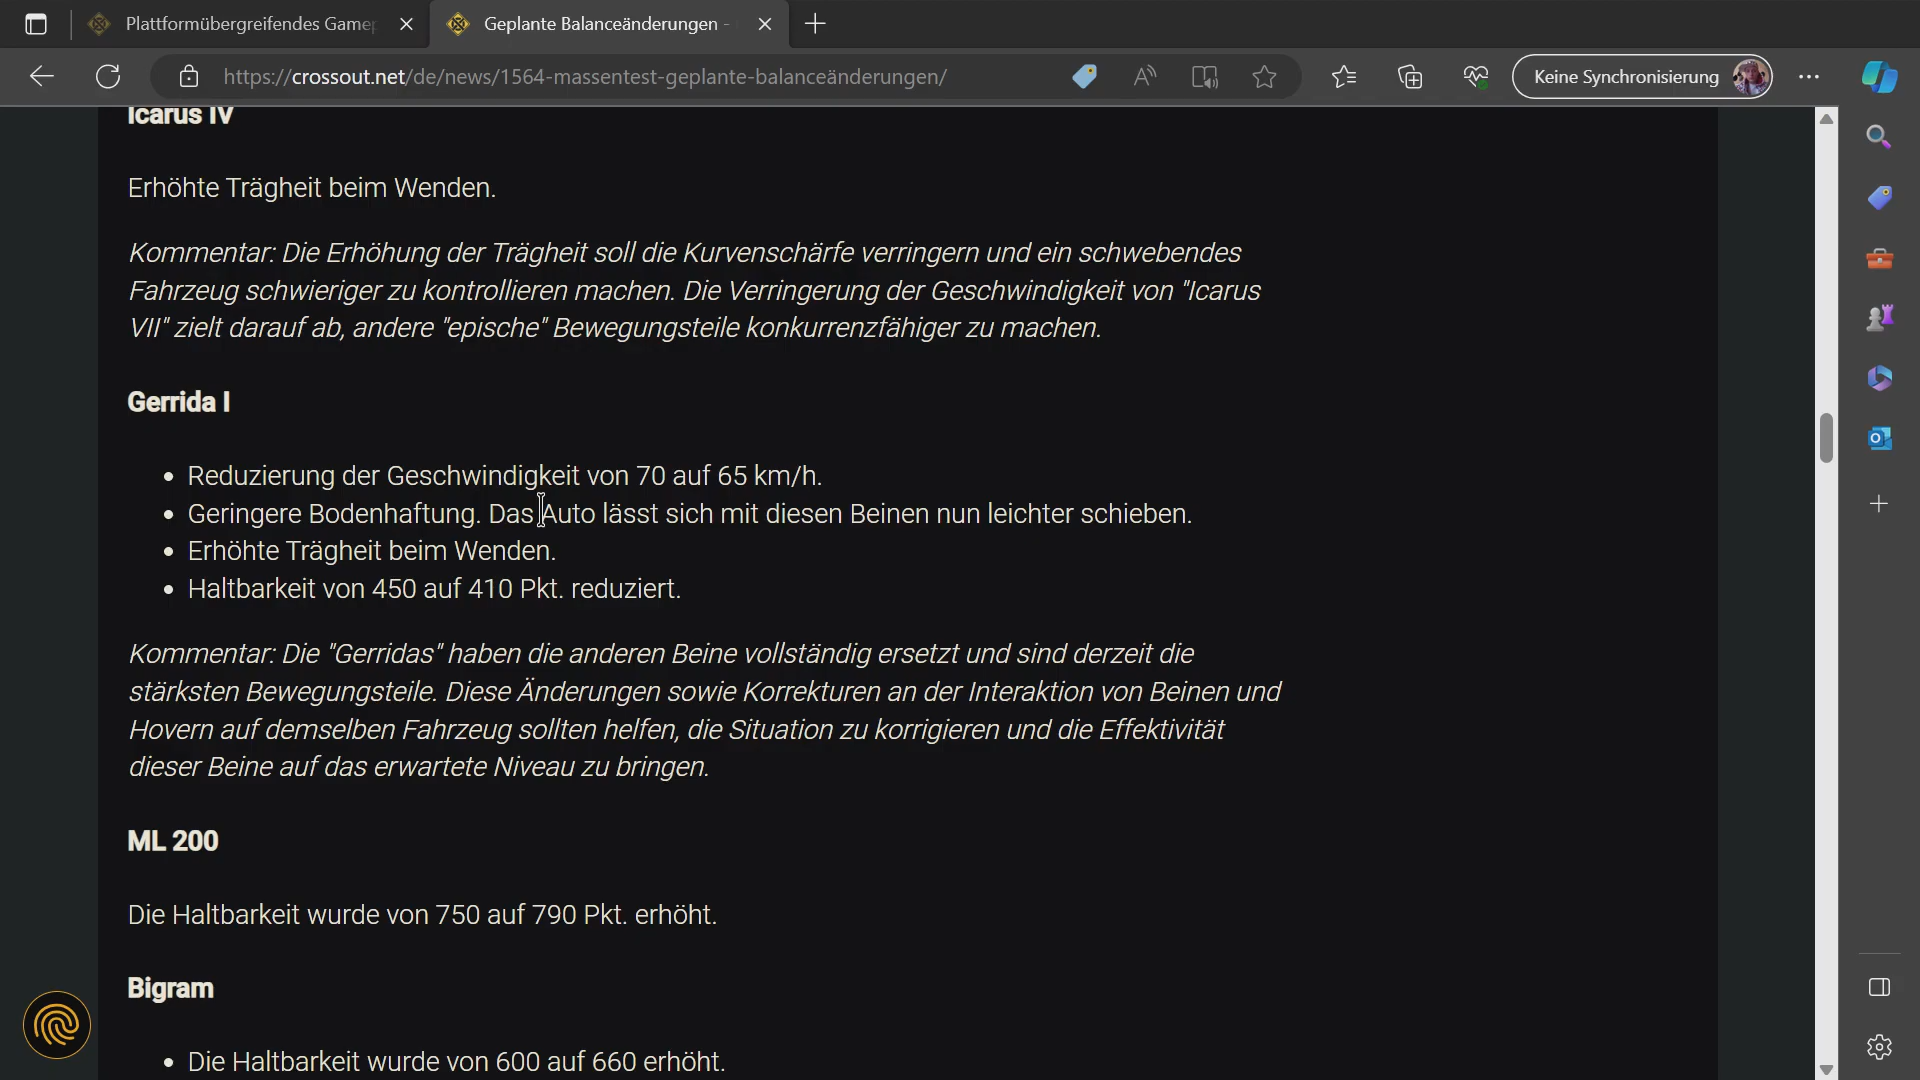 Plattformübergreifendes Game
Geplante Balanceänderungen -
https://crossout.net/de/news/1564-massentest-geplante-balanceänderungen/
Keine Synchronisierung
Icarus IV
Erhöhte Trägheit beim Wenden.
Kommentar: Die Erhöhung der Trägheit soll die Kurvenschärfe verringern und ein schwebendes
Fahrzeug schwieriger zu kontrollieren machen. Die Verringerung der Geschwindigkeit von "Icarus
VII" zielt darauf ab, andere "epische" Bewegungsteile konkurrenzfähiger zu machen.
Gerrida I
• Reduzierung der Geschwindigkeit von 70 auf 65 km/h.
• Geringere Bodenhaftung. Das Auto lässt sich mit diesen Beinen nun leichter schieben.
• Erhöhte Trägheit beim Wenden.
• Haltbarkeit von 450 auf 410 Pkt. reduziert.
Kommentar: Die "Gerridas" haben die anderen Beine vollständig ersetzt und sind derzeit die
stärksten Bewegungsteile. Diese Änderungen sowie Korrekturen an der Interaktion von Beinen und
Hovern auf demselben Fahrzeug sollten helfen, die Situation zu korrigieren und die Effektivität
dieser Beine auf das erwartete Niveau zu bringen.
ML 200
Die Haltbarkeit wurde von 750 auf 790 Pkt. erhöht.
Bigram
• Die Haltbarkeit wurde von 600 auf 660 erhöht.